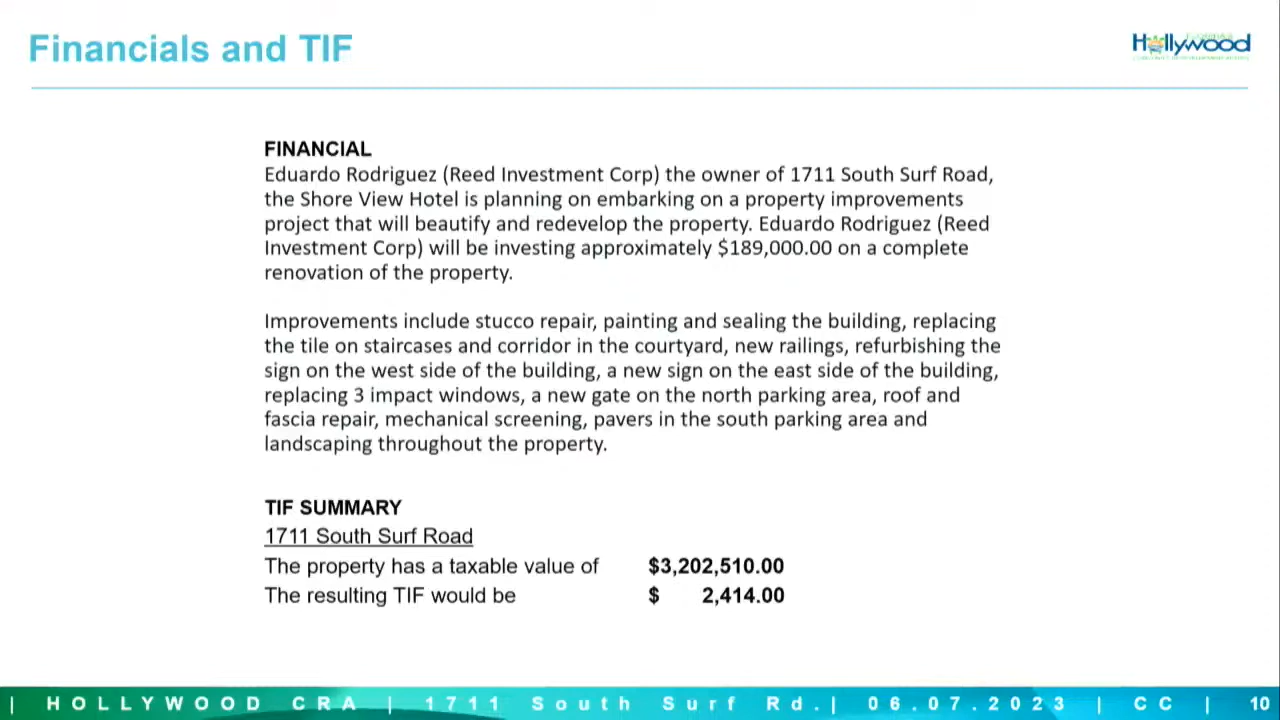 Financials and TIF
Hollywood
FINANCIAL
Eduardo Rodriguez (Reed Investment Corp) the owner of 1711 South Surf Road,
the Shore View Hotel is planning on embarking on a property improvements
project that will beautify and redevelop the property. Eduardo Rodriguez (Reed
Investment Corp) will be investing approximately $189,000.00 on a complete
renovation of the property.
Improvements include stucco repair, painting and sealing the building, replacing
the tile on staircases and corridor in the courtyard, new railings, refurbishing the
sign on the west side of the building, a new sign on the east side of the building,
replacing 3 impact windows, a new gate on the north parking area, roof and
fascia repair, mechanical screening, pavers in the south parking area and
landscaping throughout the property.
TIF SUMMARY
1711 South Surf Road
The property has a taxable value of $3,202,510.00
The resulting TIF would be $ 2,414.00
| HOLLYWOOD CRA | 1711 South Surf Rd.| 06.07.2023 | CC | 10